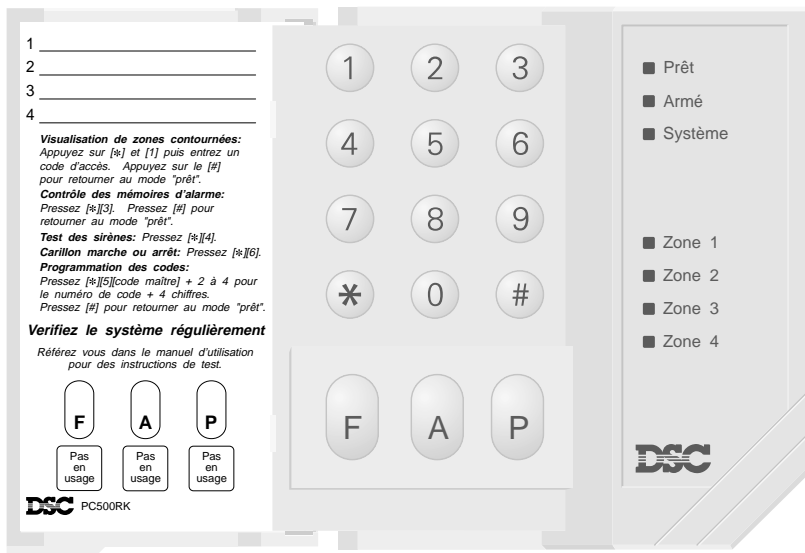 1
2
3
4
Visualisation de zones contournées:
Appuyez sur [*] et [1] puis entrez un
code d'accès. Appuyez sur le [#]
pour retourner au mode "prêt".
Contrôle des mémoires d'alarme:
Pressez [*][3]. Pressez [#] pour
retourner au mode "prêt".
Test des sirènes: Pressez [*][4].
Carillon marche ou arrêt: Pressez [*][6].
Programmation des codes:
Pressez [*][5][code maître] + 2 à 4 pour
le numéro de code + 4 chiffres.
Pressez [#] pour retourner au mode "prêt".
Verifiez le système régulièrement
Référez vous dans le manuel d'utilisation
pour des instructions de test.
F A P
Pas Pas Pas
en en en
usage usage usage
DSC PC500RK
1 2 3
4 5 6
7 8 9
* 0 #
F A P
Prêt
Armé
Système
Zone 1
Zone 2
Zone 3
Zone 4
DSC